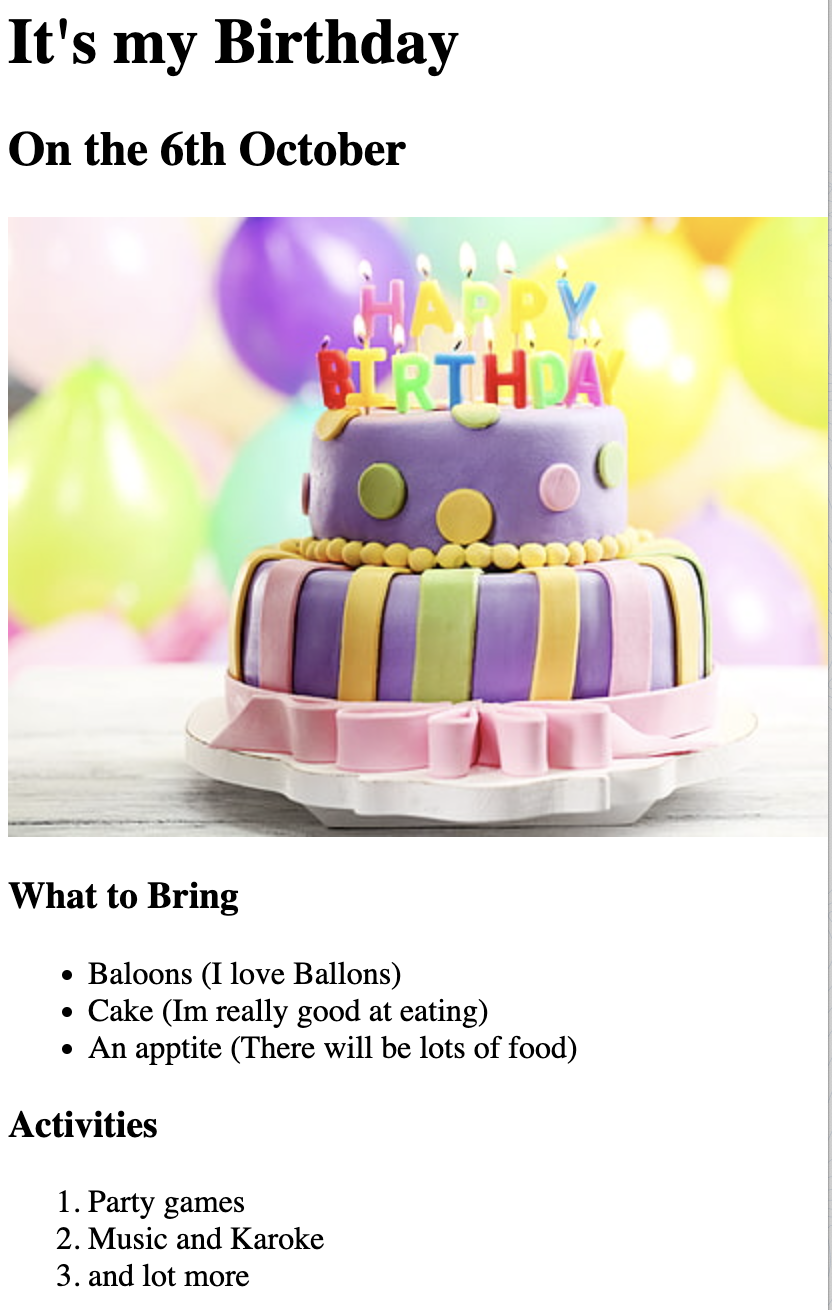 It's my Birthday
On the 6th October
HAPPY
BIRTHDAY
What to Bring
Baloons (I love Ballons)
Cake (Im really good at eating)
An apptite (There will be lots of food)
Activities
1. Party games
2. Music and Karoke
3. and lot more